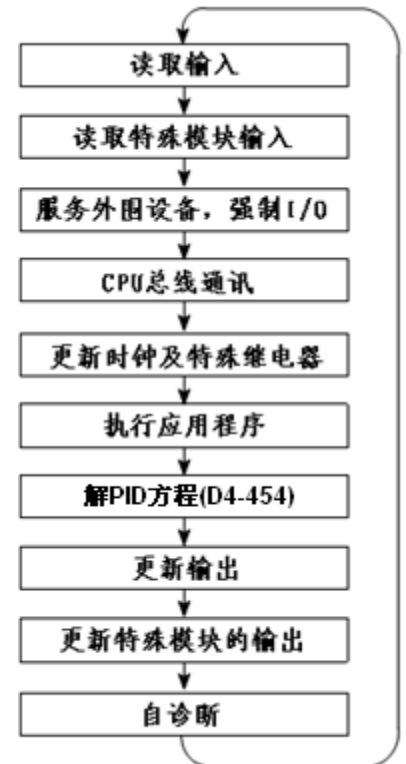 读取输入
读取特殊模块输入
服务外围设备，强制I/O
CPU总线通讯
更新时钟及特殊继电器
执行应用程序
解PID方程(D4-454)
更新输出
更新特殊模块的输出
自诊断